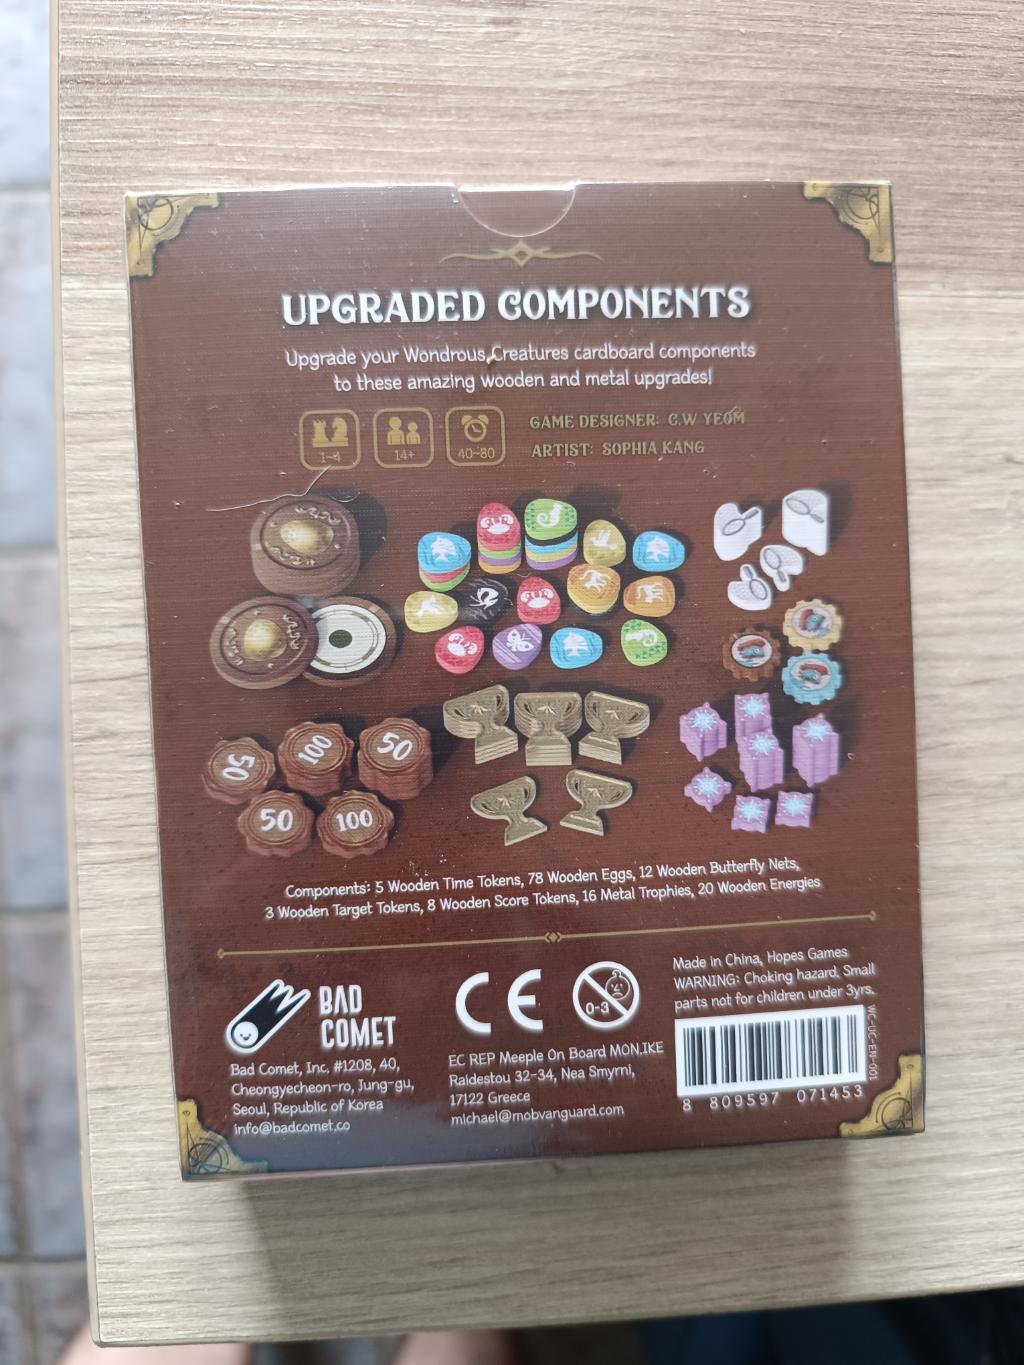 UPGRADED COMPONENTS
Upgrade your Wondrous Creatures cardboard components
to these amazing wooden and metal upgrades!
1~4
14+
40~80
GAME DESIGNER: C.W YEOM
ARTIST: SOPHIA KANG
50
100
50
50
100
Components: 5 Wooden Time Tokens, 78 Wooden Eggs, 12 Wooden Butterfly Nets,
3 Wooden Target Tokens, 8 Wooden Score Tokens, 16 Metal Trophies, 20 Wooden Energies
BAD
COMET
Bad Comet, Inc. #1208, 40,
Cheongyecheon-ro, Jung-gu,
Seoul, Republic of Korea
info@badcomet.co
CE
0-3
EC REP Meeple On Board MON.IKE
Raldestou 32-34, Nea Smyrni,
17122 Greece
michael@mobvanguard.com
Made in China, Hopes Games
WARNING: Choking hazard. Small
parts not for children under 3yrs.
WC-UC-EN-001
8 809597 071453